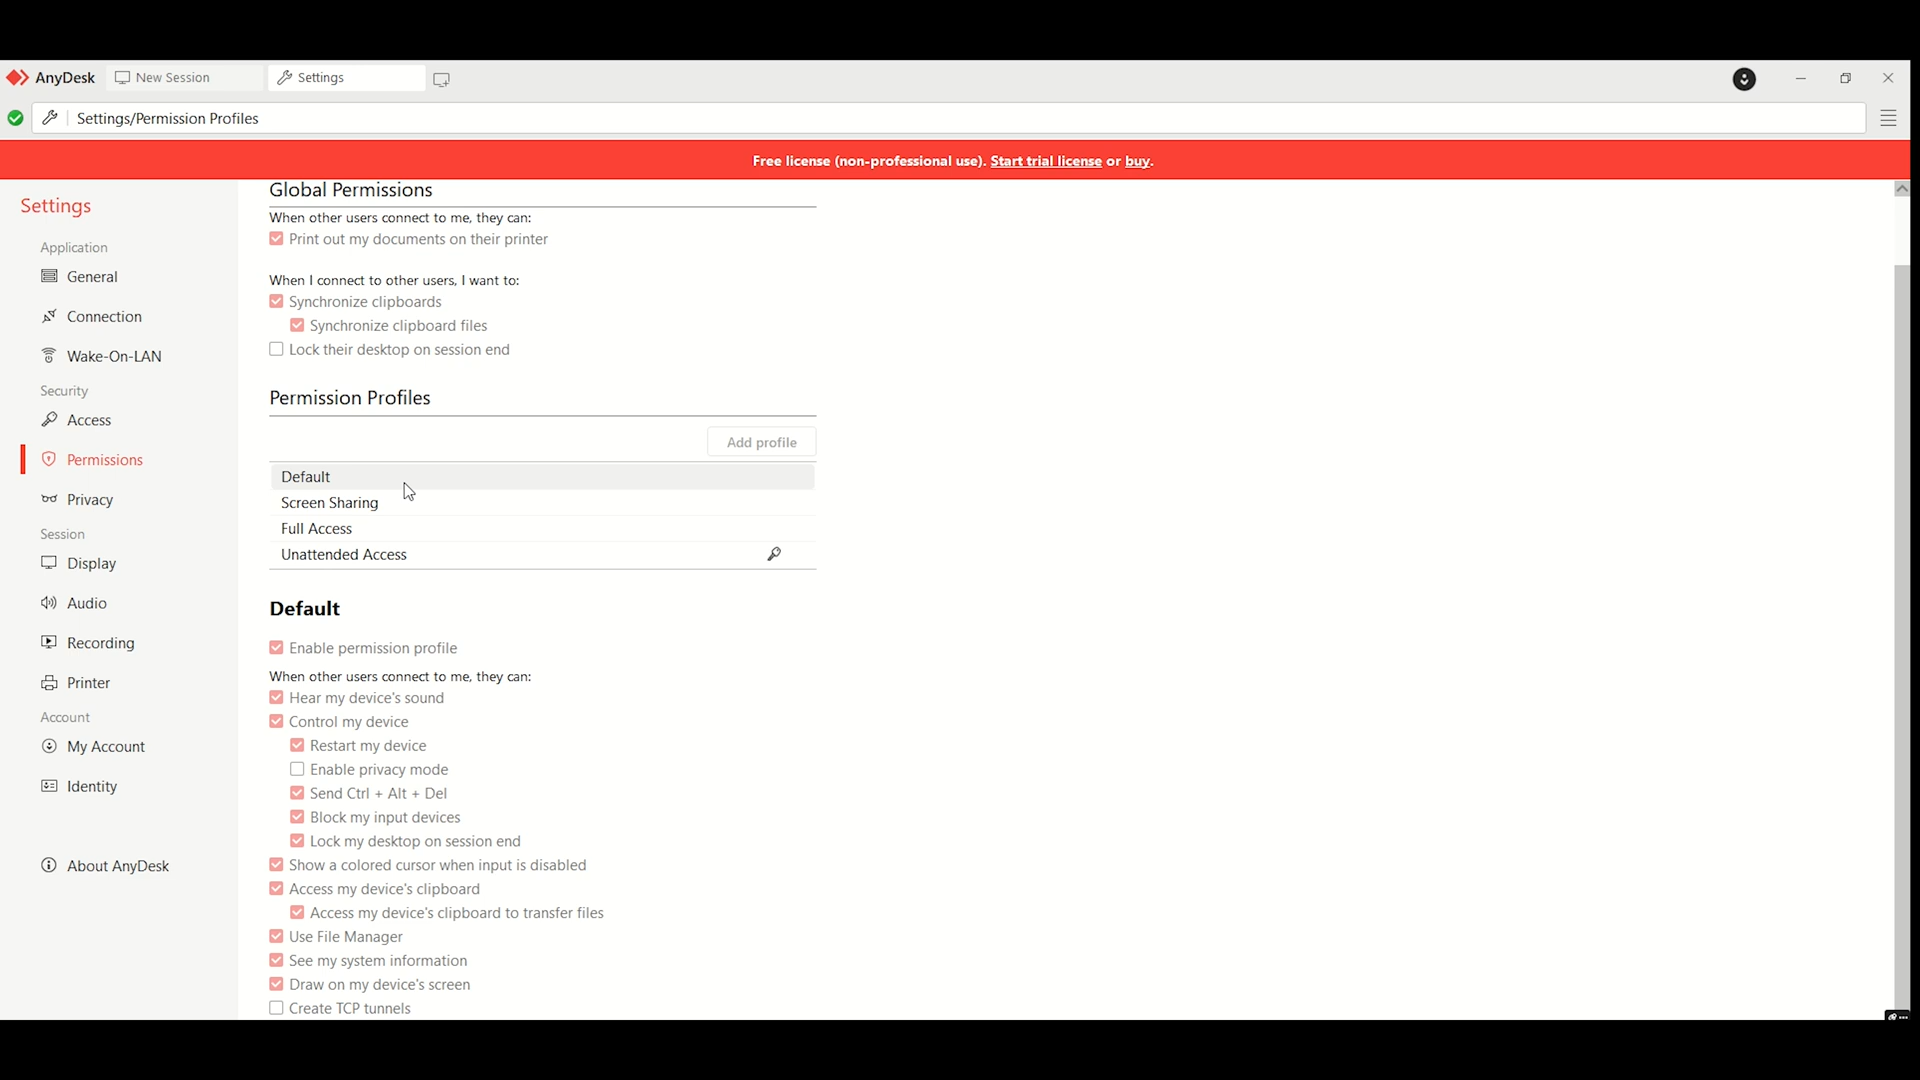 AnyDesk New Session Settings
Settings/Permission Profiles
Free license (non-professional use). Start trial license or buy.
Settings
Application
General
Connection
Wake-On-LAN
Security
Access
Permissions
Privacy
Session
Display
Audio
Recording
Printer
Account
My Account
Identity
About AnyDesk
Global Permissions
When other users connect to me, they can:
Print out my documents on their printer
When I connect to other users, I want to:
Synchronize clipboards
Synchronize clipboard files
Lock their desktop on session end
Permission Profiles
Add profile
Default
Screen Sharing
Full Access
Unattended Access
Default
Enable permission profile
When other users connect to me, they can:
Hear my device's sound
Control my device
Restart my device
Enable privacy mode
Send Ctrl + Alt + Del
Block my input devices
Lock my desktop on session end
Show a colored cursor when input is disabled
Access my device's clipboard
Access my device's clipboard to transfer files
Use File Manager
See my system information
Draw on my device's screen
Create TCP tunnels